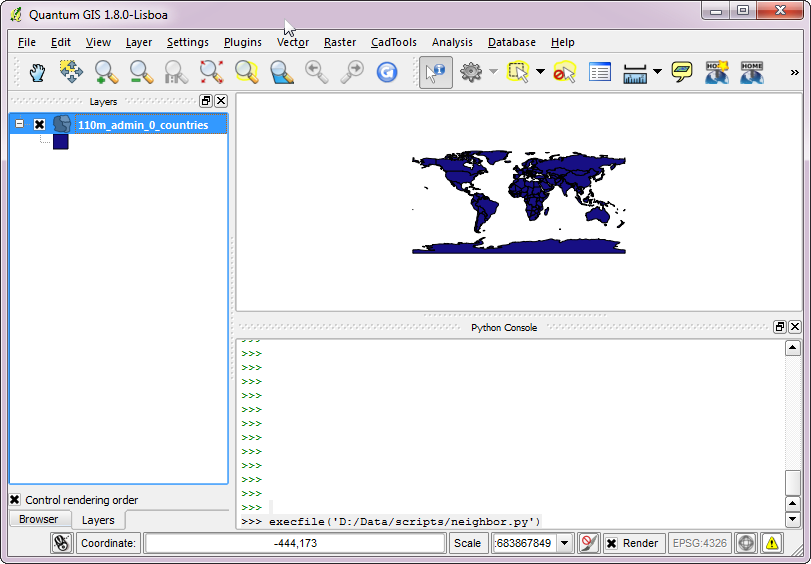 Quantum GIS 1.8.0-Lisboa
File Edit View Layer Settings Plugins Vector Raster CadTools Analysis Database Help
HOME
»
Layers
110m_admin_0_countries
Control rendering order
Browser Layers
Python Console
>>>
>>>
>>>
>>>
>>>
>>>
>>>
>>>
>>>
>>>
>>>
>>>
>>> execfile('D:/Data/scripts/neighbor.py')
Coordinate: -444,173 Scale :683867849 Render EPSG:4326